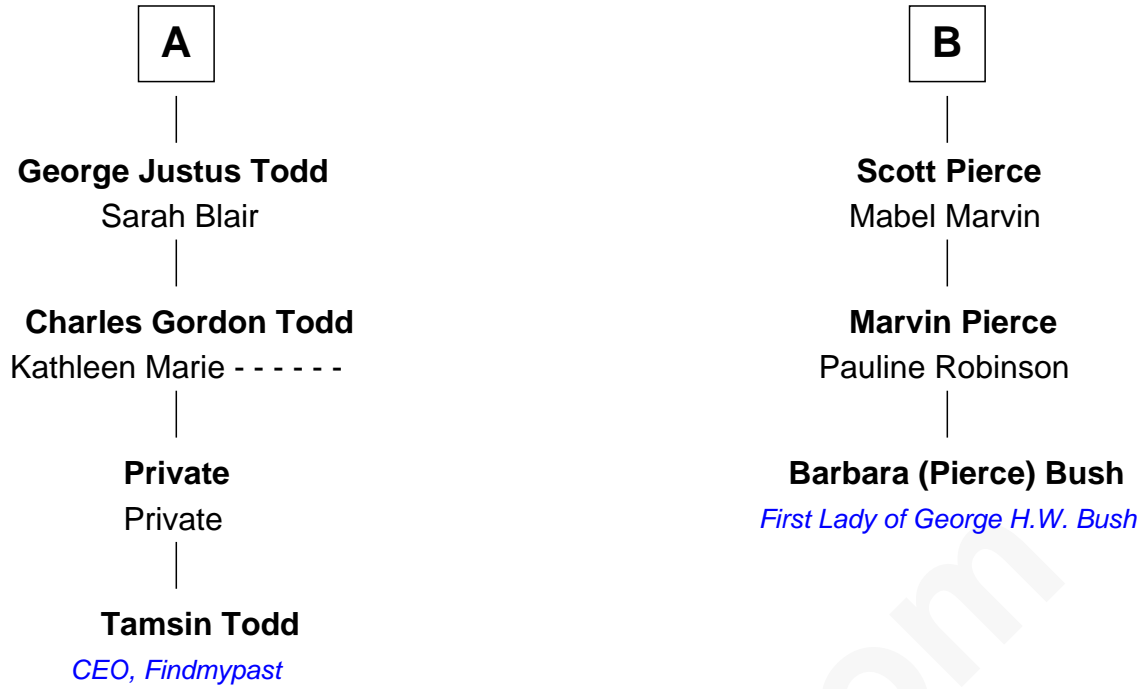 A
George Justus Todd
Sarah Blair
Charles Gordon Todd
Kathleen Marie - - - - - -
Private
Private
Tamsin Todd
CEO, Findmypast
B
Scott Pierce
Mabel Marvin
Marvin Pierce
Pauline Robinson
Barbara (Pierce) Bush
First Lady of George H.W. Bush
om